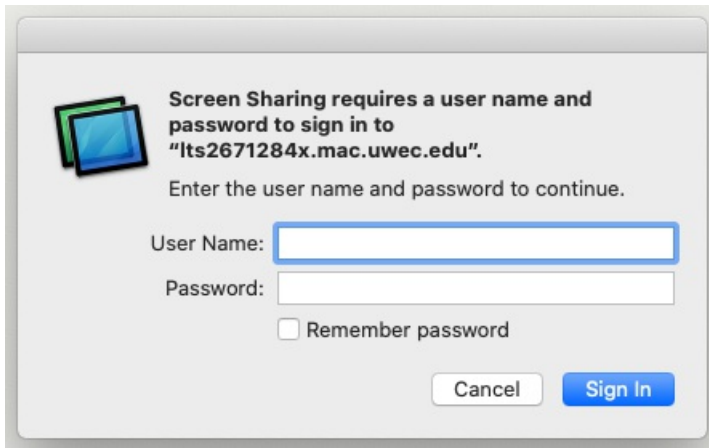 Screen Sharing requires a user name and
password to sign in to
“lts2671284x.mac.uwec.edu”.
Enter the user name and password to continue.
User Name:
Password:
Remember password
Cancel Sign In